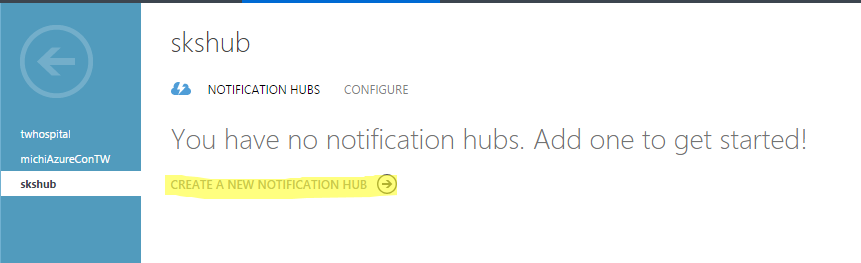 skshub
NOTIFICATION HUBS CONFIGURE
You have no notification hubs. Add one to get started!
CREATE A NEW NOTIFICATION HUB
twhospital
michiAzureConTW
skshub